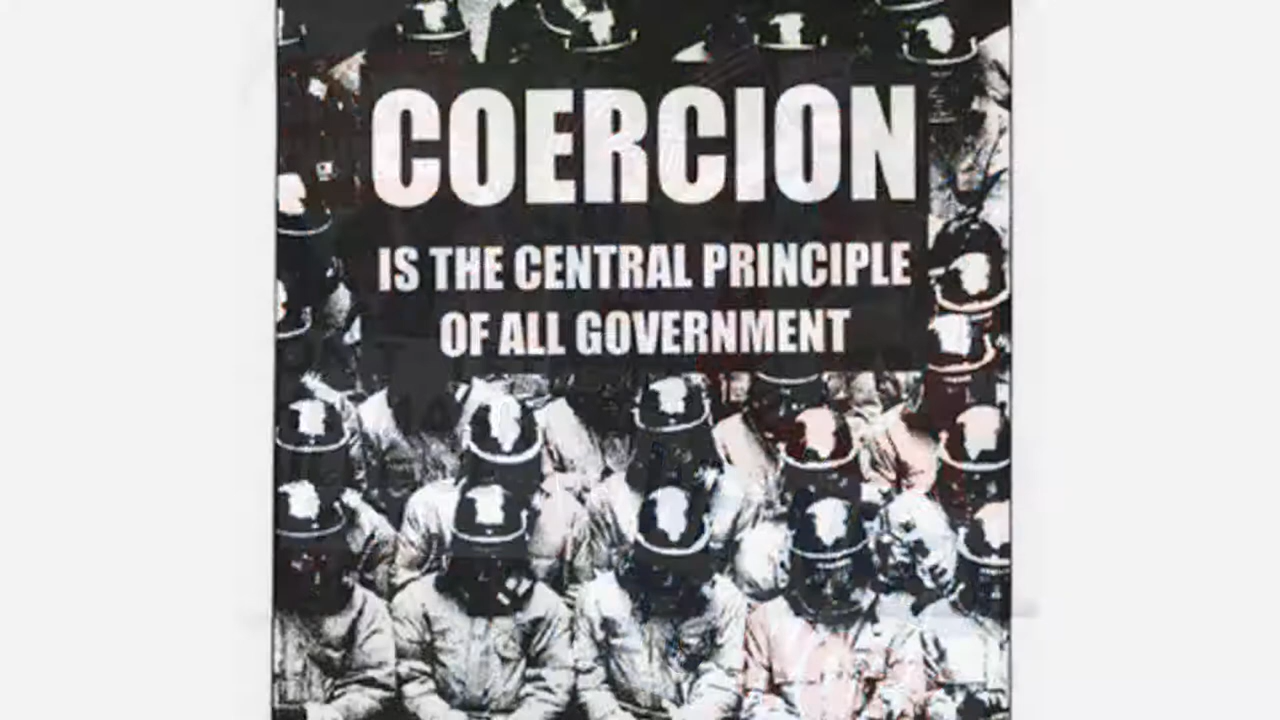 COERCION
IS THE CENTRAL PRINCIPLE
OF ALL GOVERNMENT